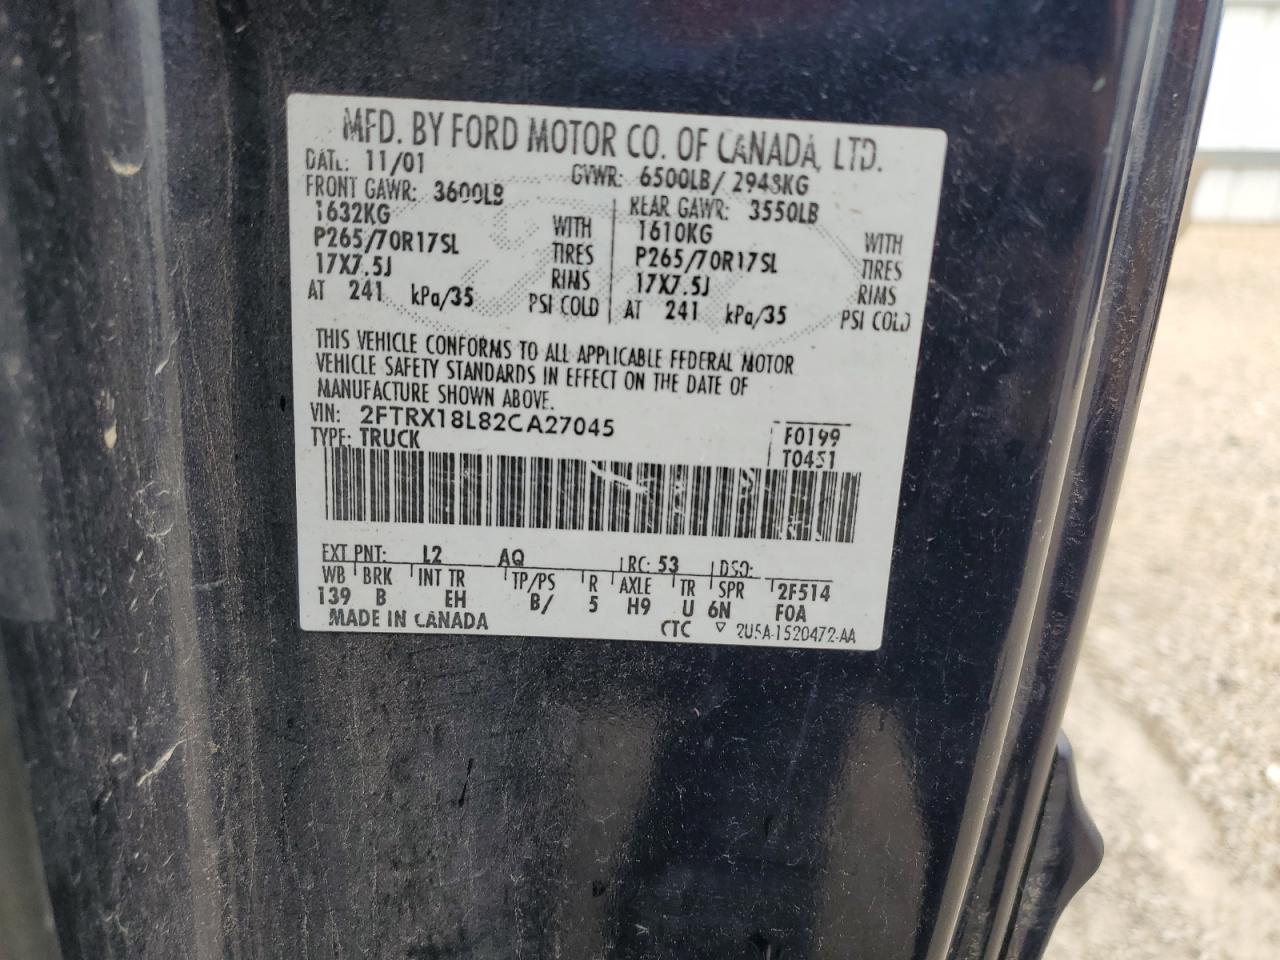 MFD. BY FORD MOTOR CO. OF CANADA, LTD.
DATE: 11/01 GVWR: 6500LB/ 2948KG
FRONT GAWR: 3600LB REAR GAWR: 3550LB
1632KG WITH 1610KG WITH
P265/70R17SL TIRES P265/70R17SL TIRES
17X7.5J RIMS 17X7.5J RIMS
AT 241 kPa/35 PSI COLD AT 241 kPa/35 PSI COLD
THIS VEHICLE CONFORMS TO ALL APPLICABLE FEDERAL MOTOR
VEHICLE SAFETY STANDARDS IN EFFECT ON THE DATE OF
MANUFACTURE SHOWN ABOVE.
VIN: 2FTRX18L82CA27045 F0199
TYPE: TRUCK T0451
EXT PNT: L2 AQ RC: 53 DSO:
WB BRK INT TR TP/PS R AXLE TR SPR 2F514
139 B EH B/ 5 H9 U 6N F0A
MADE IN CANADA CTC ▽ 2U5A-1520472-AA